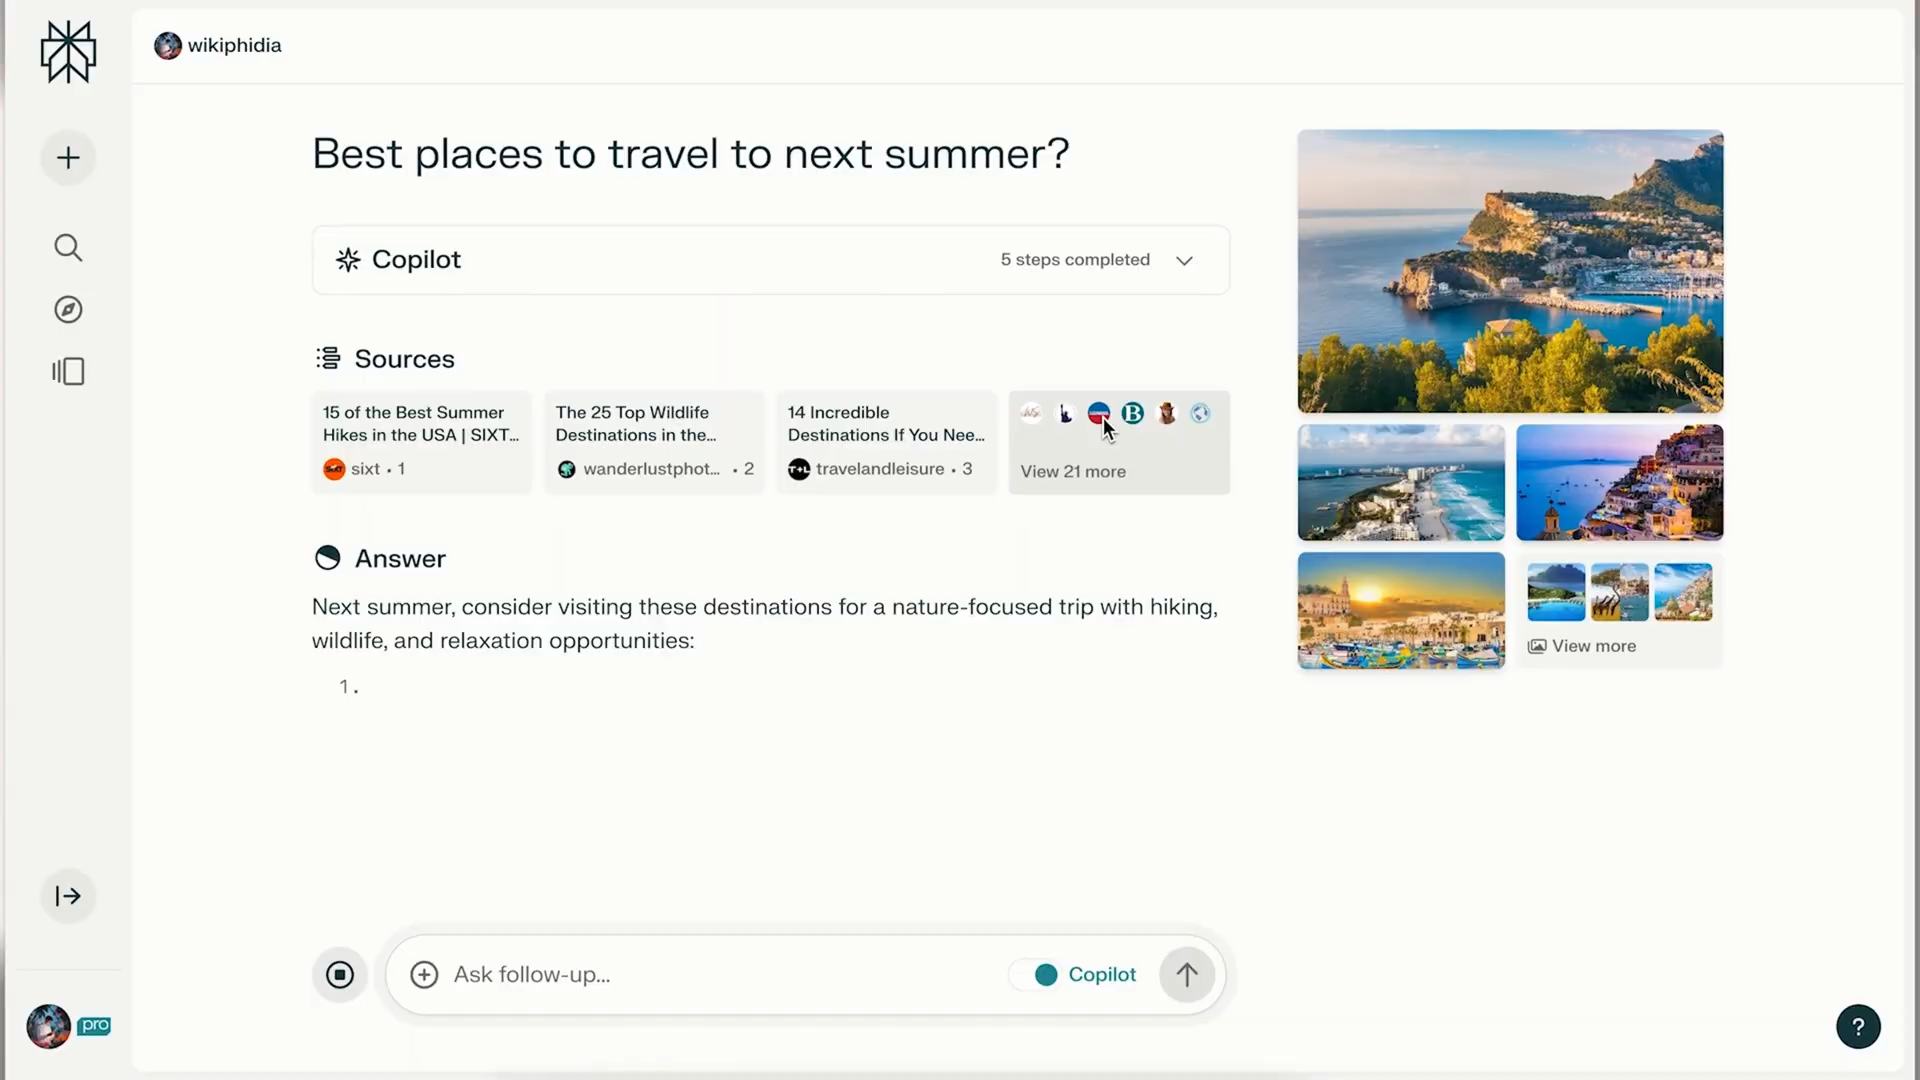 wikiphidia
Best places to travel to next summer?
Copilot
5 steps completed
Sources
15 of the Best Summer
Hikes in the USA | SIXT...
sixt · 1
The 25 Top Wildlife
Destinations in the...
wanderlustphot... · 2
14 Incredible
Destinations If You Nee...
T+L travelandleisure · 3
B
View 21 more
Answer
Next summer, consider visiting these destinations for a nature-focused trip with hiking,
wildlife, and relaxation opportunities:
1.
View more
Ask follow-up...
Copilot
pro
?